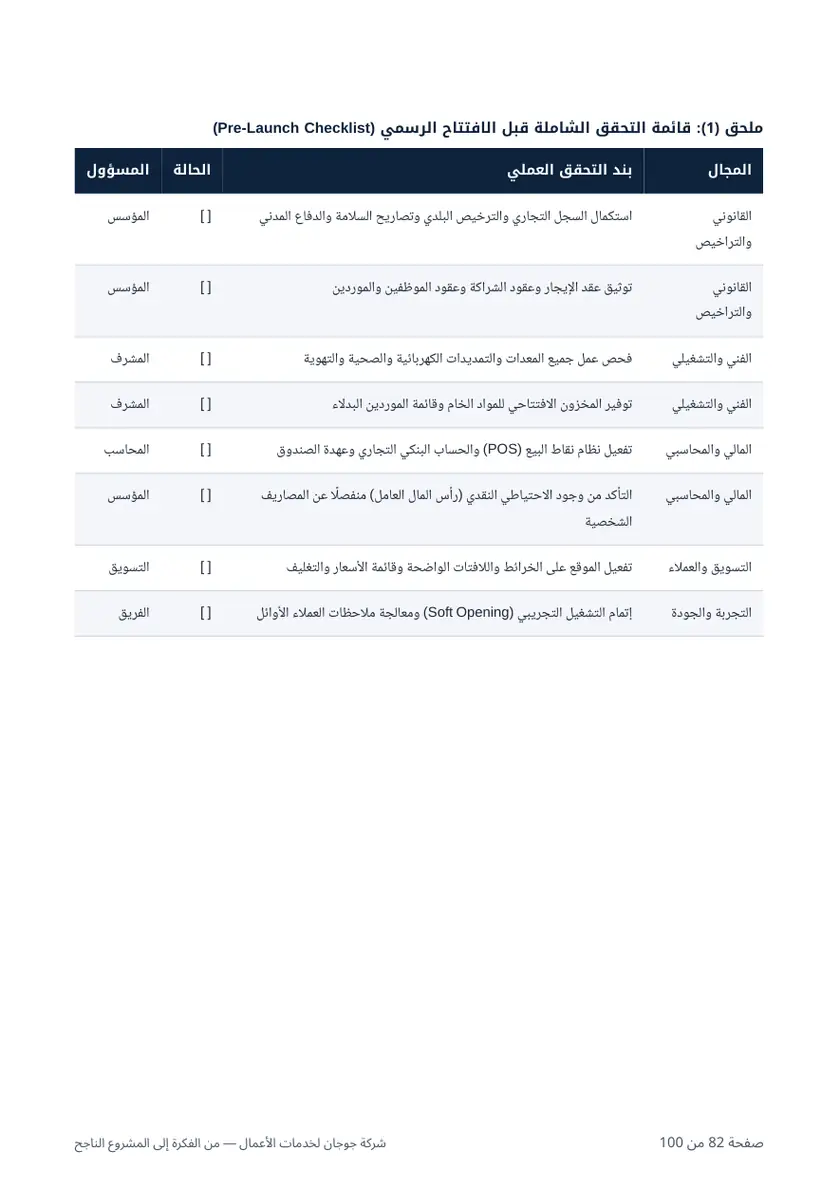 ملحق (1): قائمة التحقق الشاملة قبل الافتتاح الرسمي (Pre-Launch Checklist)
المجال بند التحقق العملي الحالة المسؤول
القانوني استكمال السجل التجاري والترخيص البلدي وتصاريح السلامة والدفاع المدني [ ] المؤسس
والتراخيص
القانوني توثيق عقد الإيجار وعقود الشراكة وعقود الموظفين والموردين [ ] المؤسس
والتراخيص
الفني والتشغيلي فحص عمل جميع المعدات والتمديدات الكهربائية والصحية والتهوية [ ] المشرف
الفني والتشغيلي توفير المخزون الافتتاحي للمواد الخام وقائمة الموردين البدلاء [ ] المشرف
المالي والمحاسبي تفعيل نظام نقاط البيع (POS) والحساب البنكي التجاري وعهدة الصندوق [ ] المحاسب
المالي والمحاسبي التأكد من وجود الاحتياطي النقدي (رأس المال العامل) منفصلًا عن المصاريف [ ] المؤسس
الشخصية
التسويق والعملاء تفعيل الموقع على الخرائط واللافتات الواضحة وقائمة الأسعار والتغليف [ ] التسويق
التجربة والجودة إتمام التشغيل التجريبي (Soft Opening) ومعالجة ملاحظات العملاء الأوائل [ ] الفريق
صفحة 82 من 100 شركة جوجان لخدمات الأعمال — من الفكرة إلى المشروع الناجح